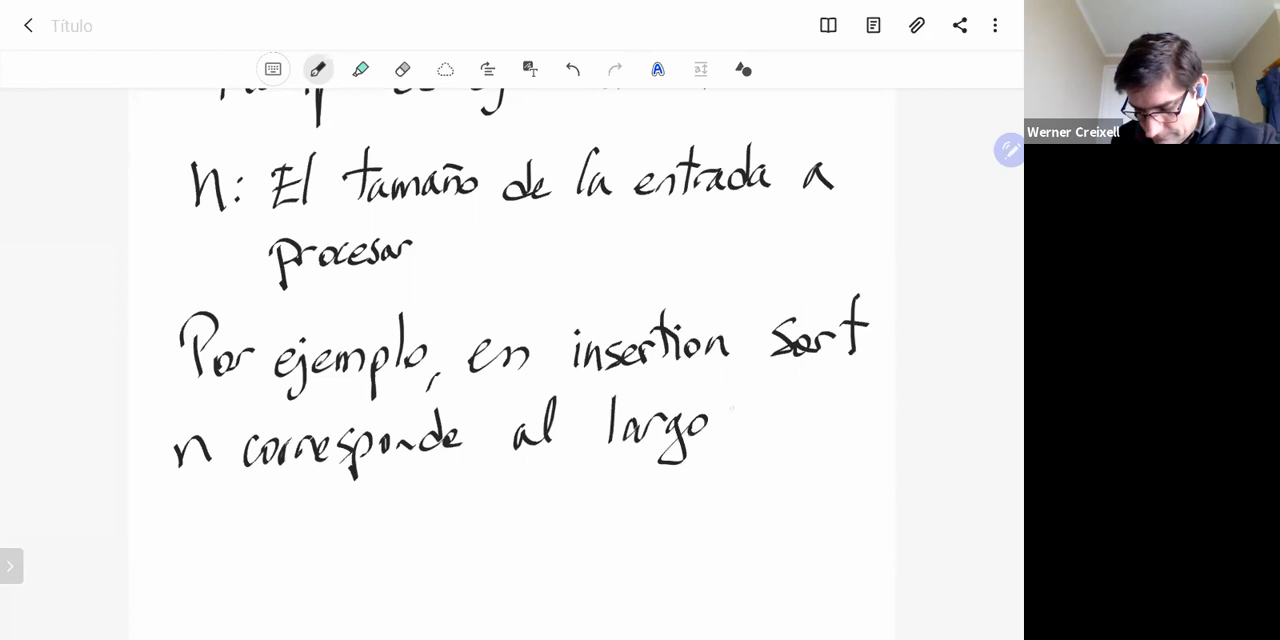 Título
n: El tamaño de la entrada a
procesar
Por ejemplo, en insertion sort
n corresponde al largo
Werner Creixell